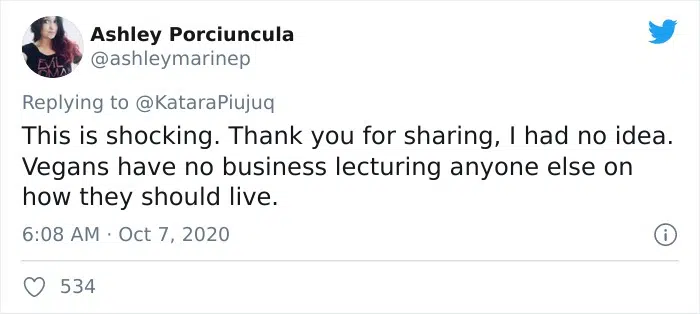 Ashley Porciuncula
@ashleymarinep
Replying to @KataraPiujuq
This is shocking. Thank you for sharing, I had no idea.
Vegans have no business lecturing anyone else on
how they should live.
6:08 AM · Oct 7, 2020
534